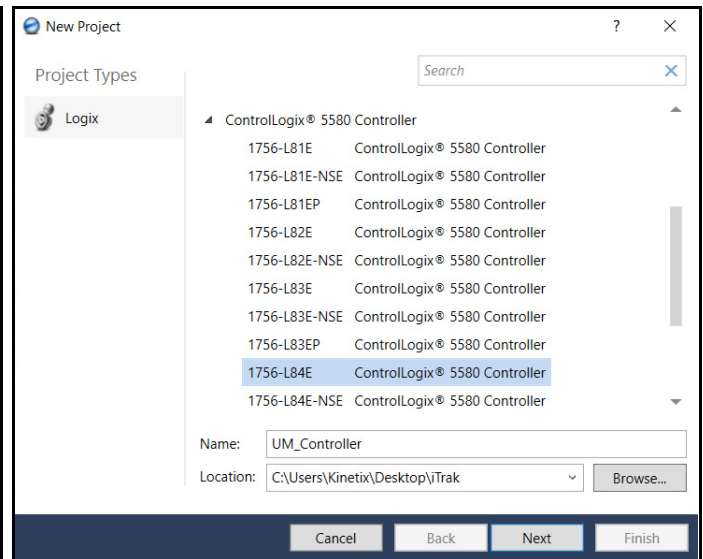 New Project ?
Project Types
Search
Logix
ControlLogix® 5580 Controller
1756-L81E ControlLogix® 5580 Controller
1756-L81E-NSE ControlLogix® 5580 Controller
1756-L81EP ControlLogix® 5580 Controller
1756-L82E ControlLogix® 5580 Controller
1756-L82E-NSE ControlLogix® 5580 Controller
1756-L83E ControlLogix® 5580 Controller
1756-L83E-NSE ControlLogix® 5580 Controller
1756-L83EP ControlLogix® 5580 Controller
1756-L84E ControlLogix® 5580 Controller
1756-L84E-NSE ControlLogix® 5580 Controller
Name: UM_Controller
Location: C:\Users\Kinetix\Desktop\iTrak Browse...
Cancel Back Next Finish